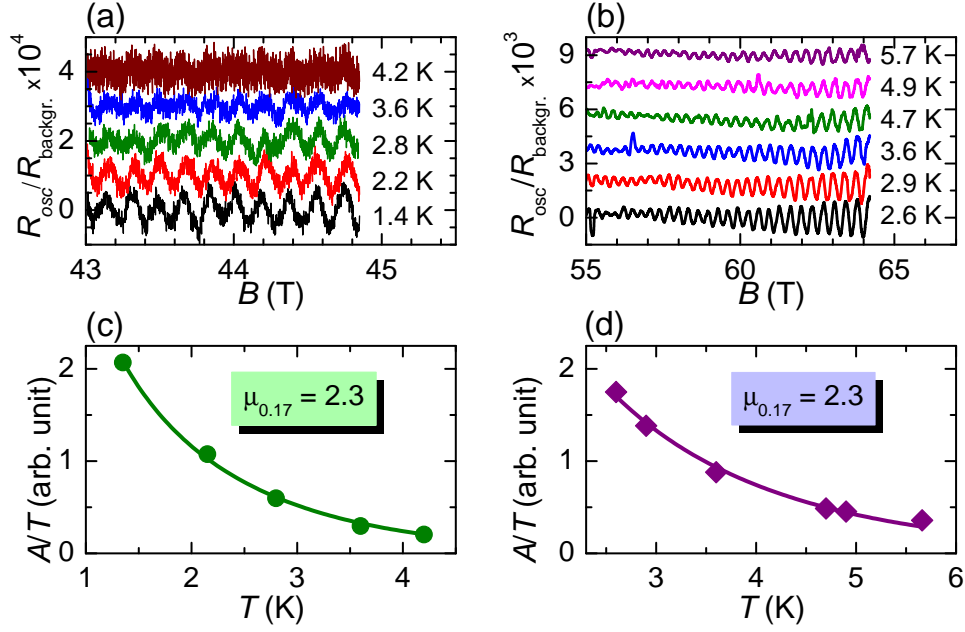 (a)
R_osc/R_backgr. x10^4
4
2
0
4.2 K
3.6 K
2.8 K
2.2 K
1.4 K
43 44 45
B (T)
(b)
R_osc/R_backgr. x10^3
9
6
3
0
5.7 K
4.9 K
4.7 K
3.6 K
2.9 K
2.6 K
55 60 65
B (T)
(c)
A/T (arb. unit)
2
1
0
μ_0.17 = 2.3
1 2 3 4
T (K)
(d)
A/T (arb. unit)
2
1
0
μ_0.17 = 2.3
3 4 5 6
T (K)